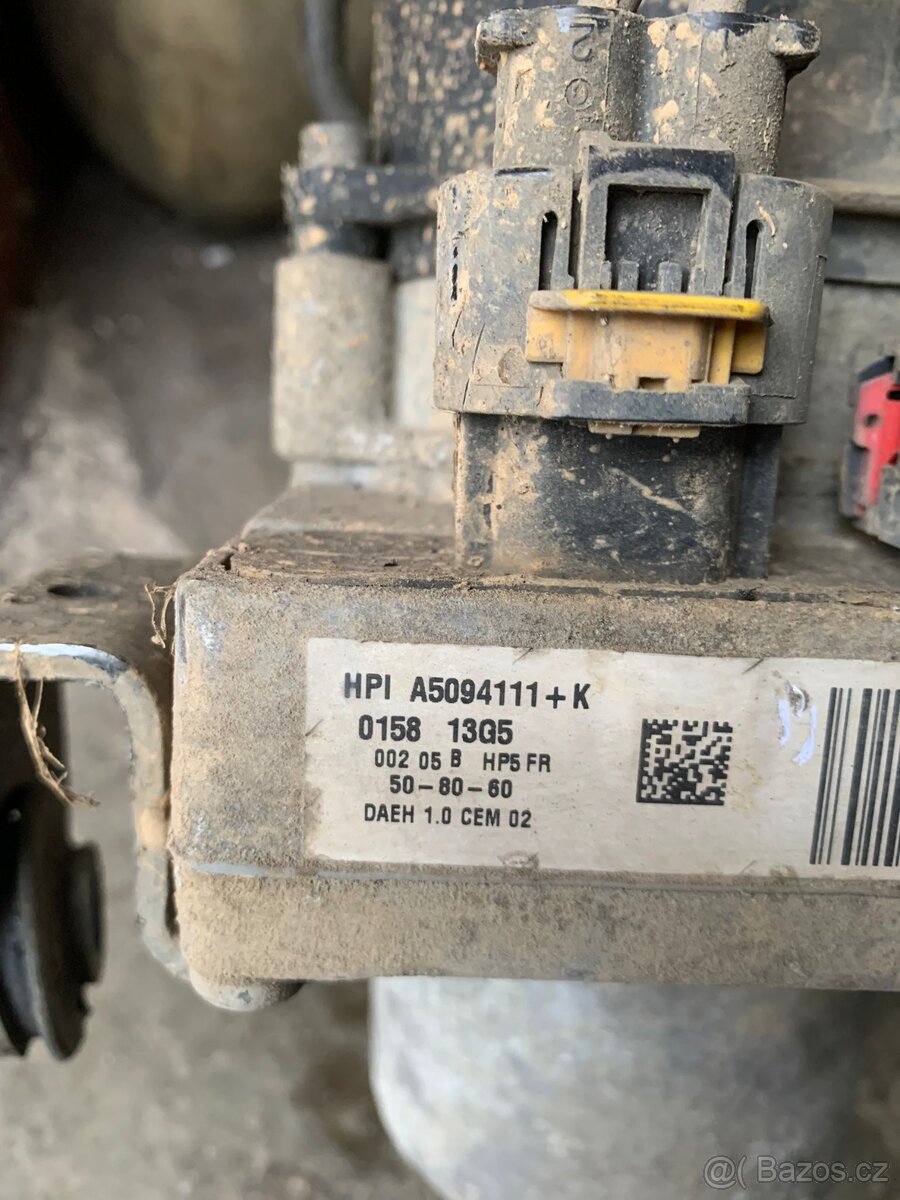 HPI A5094111+K
0158 13G5
002 05 B HP5 FR
50-80-60
DAEH 1.0 CEM 02
@( Bazos.cz